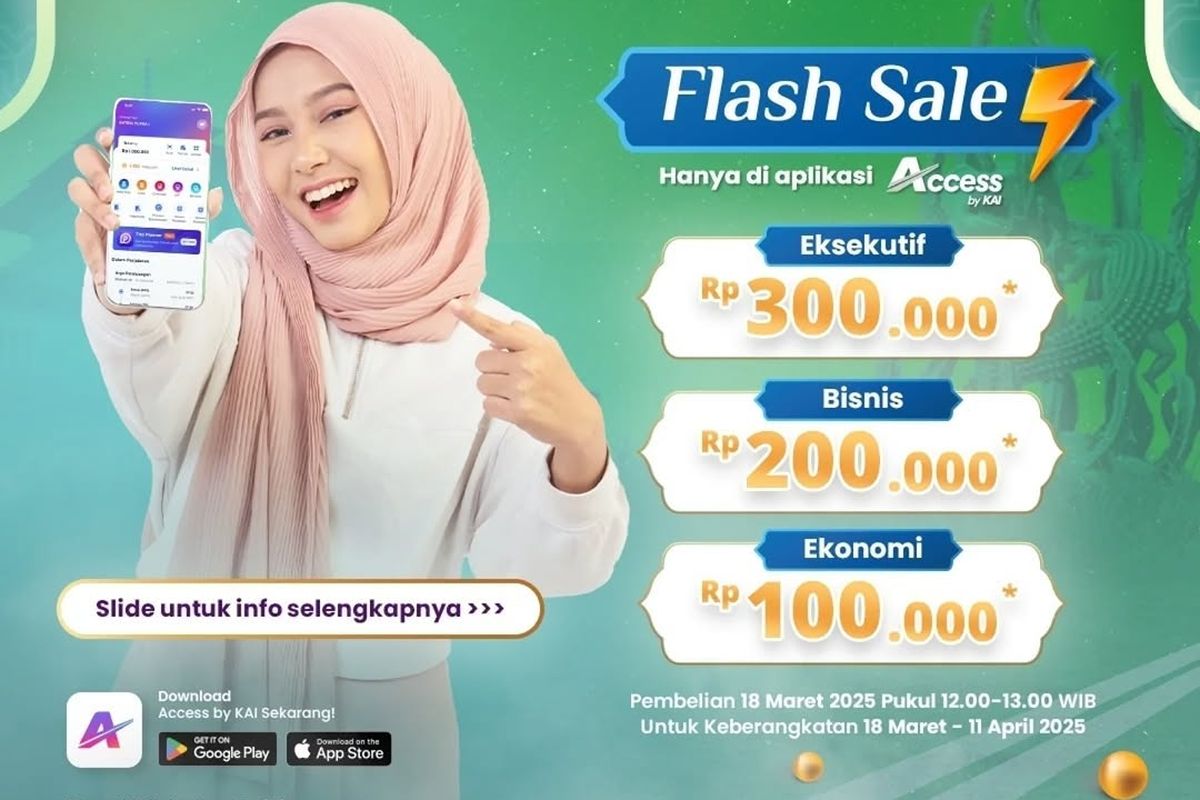 Flash Sale
Hanya di aplikasi Access
by KAI
Eksekutif
Rp 300.000*
Bisnis
Rp 200.000*
Ekonomi
Rp 100.000*
Slide untuk info selengkapnya >>>
Pembelian 18 Maret 2025 Pukul 12.00-13.00 WIB
Untuk Keberangkatan 18 Maret - 11 April 2025
Download
Access by KAI Sekarang!
GET IT ON
Google Play
Download on the
App Store